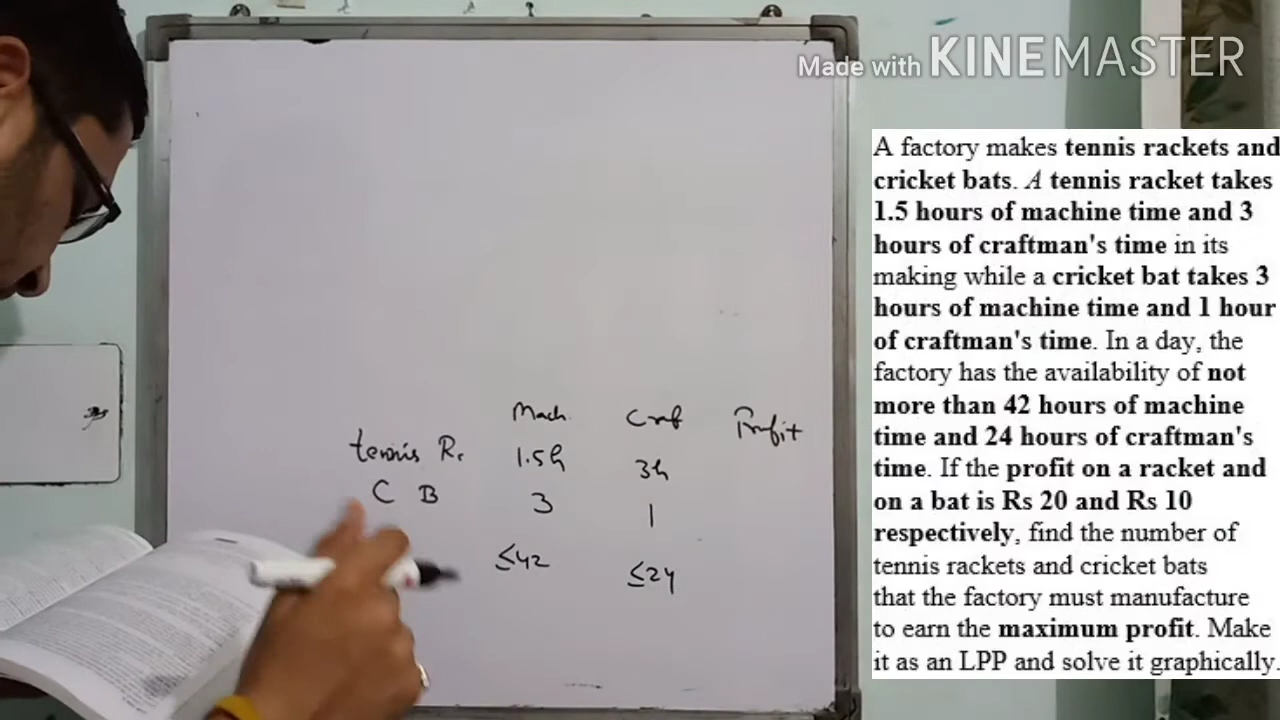 Made with KINEMASTER
A factory makes tennis rackets and
cricket bats. A tennis racket takes
1.5 hours of machine time and 3
hours of craftman's time in its
making while a cricket bat takes 3
hours of machine time and 1 hour
of craftman's time. In a day, the
factory has the availability of not
more than 42 hours of machine
time and 24 hours of craftman's
time. If the profit on a racket and
on a bat is Rs 20 and Rs 10
respectively, find the number of
tennis rackets and cricket bats
that the factory must manufacture
to earn the maximum profit. Make
it as an LPP and solve it graphically.
Mach. Craf Profit
tennis R. 1.5h 3h
C B 3 1
≤42 ≤24